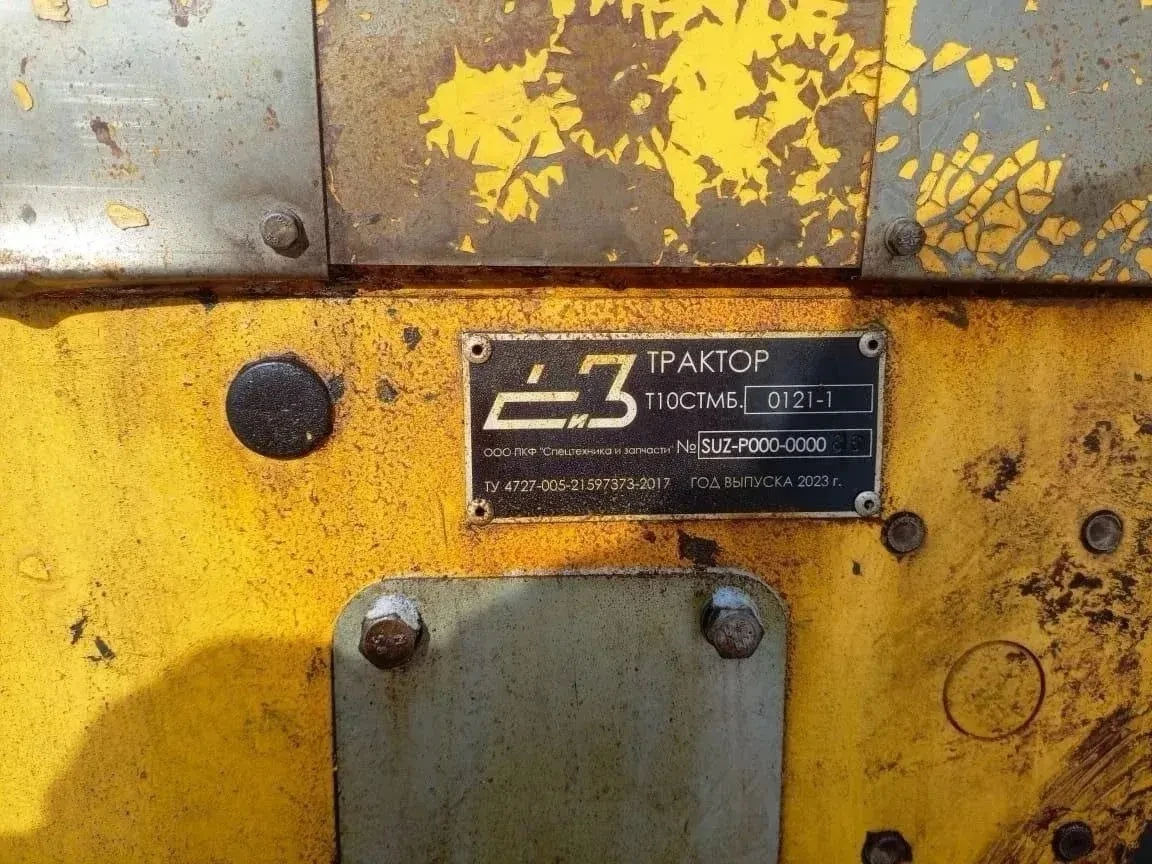 СиЗ
ТРАКТОР
Т10СТМБ. 0121-1
ООО ПКФ "Спецтехника и запчасти" № SUZ-P000-0000
ТУ 4727-005-21597373-2017 ГОД ВЫПУСКА 2023 г.